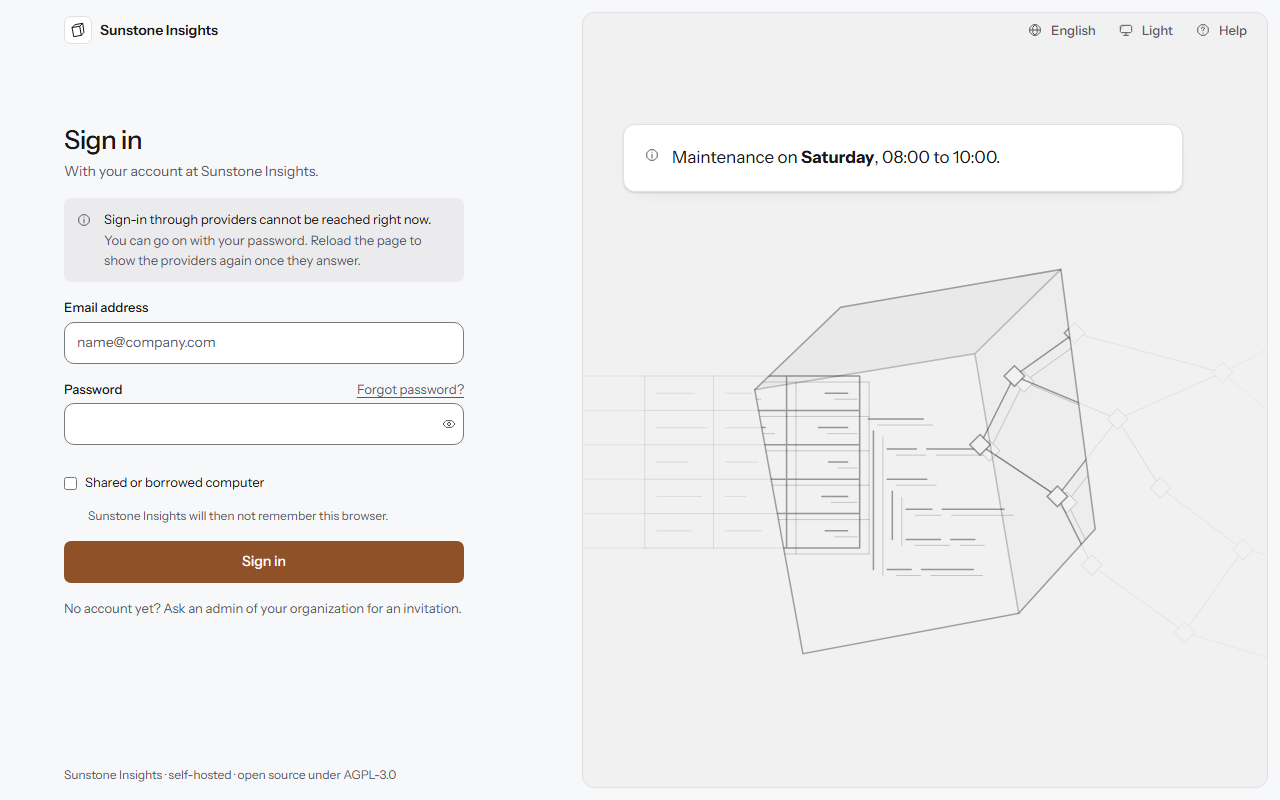 Sunstone Insights
English
Light
Help
Sign in
With your account at Sunstone Insights.
Sign-in through providers cannot be reached right now.
You can go on with your password. Reload the page to
show the providers again once they answer.
Email address
name@company.com
Password
Forgot password?
Shared or borrowed computer
Sunstone Insights will then not remember this browser.
Sign in
No account yet? Ask an admin of your organization for an invitation.
Sunstone Insights · self-hosted · open source under AGPL-3.0
Maintenance on Saturday, 08:00 to 10:00.